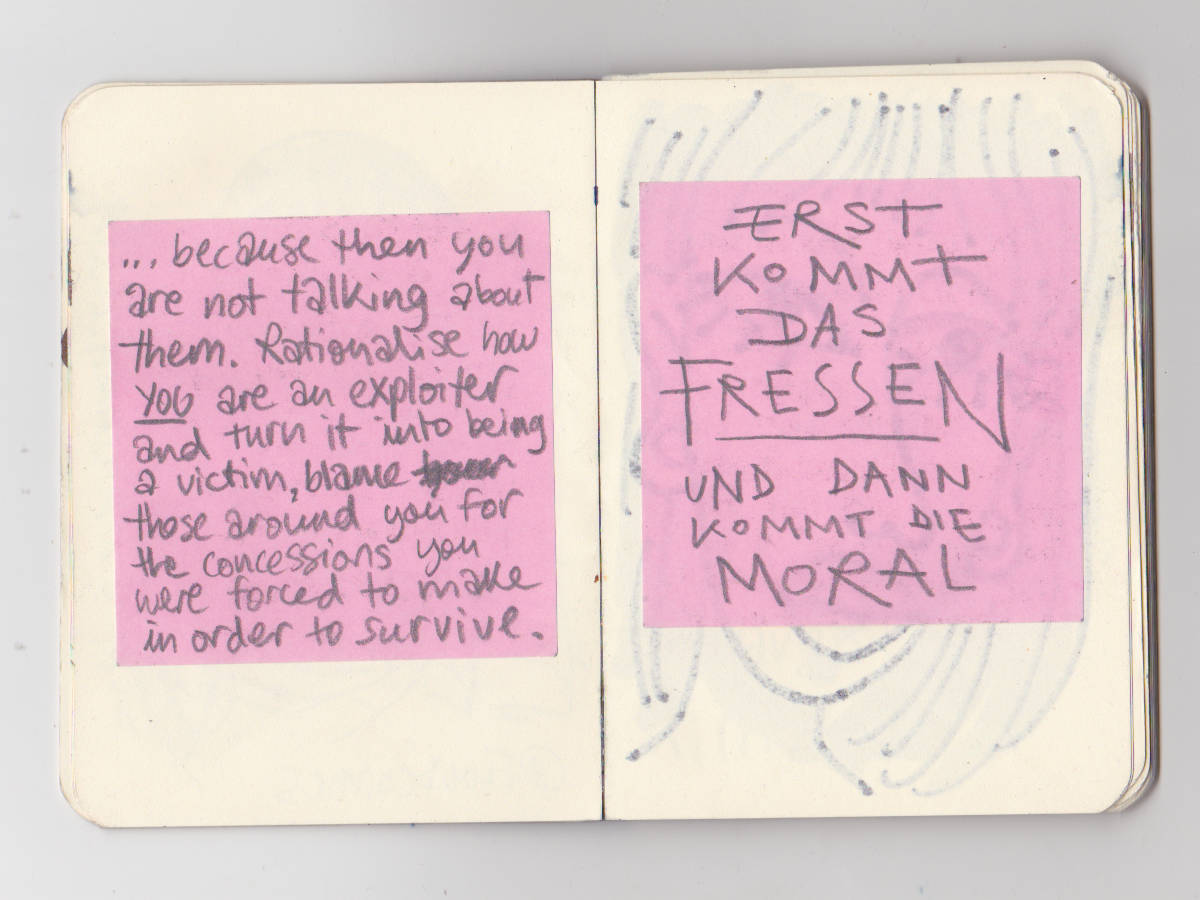 ... because then you
are not talking about
them. Rationalise how
YOU are an exploiter
and turn it into being
a victim, blame
those around you for
the concessions you
were forced to make
in order to survive.
ERST
KOMMT
DAS
FRESSEN
UND DANN
KOMMT DIE
MORAL